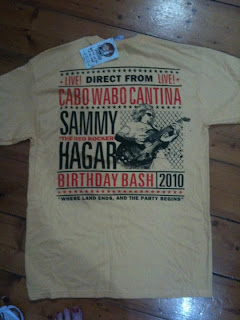 LIVE! DIRECT FROM LIVE!
CABO WABO CANTINA
SAMMY
"THE RED ROCKER"
HAGAR
BIRTHDAY BASH 2010
"WHERE LAND ENDS, AND THE PARTY BEGINS"